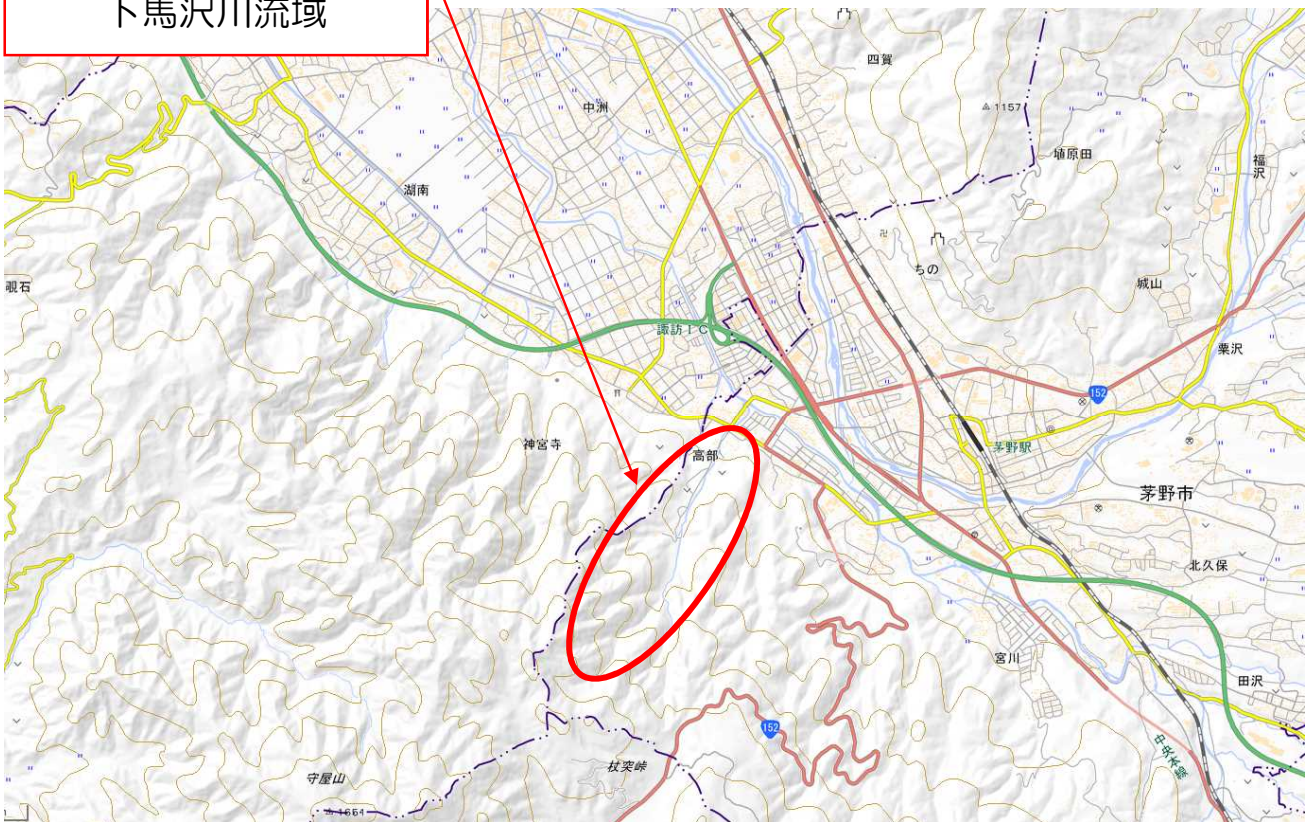 下馬沢川流域
四賀
中洲
1157
埴原田
福沢
湖南
ちの
覗石
城山
諏訪IC
粟沢
152
神宮寺
高部
茅野駅
茅野市
北久保
宮川
田沢
152
中央本線
杖突峠
守屋山